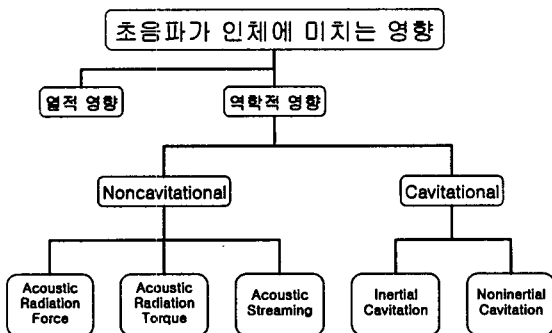 초음파가 인체에 미치는 영향
열적 영향
역학적 영향
Noncavitational
Cavitational
Acoustic
Radiation
Force
Acoustic
Radiation
Torque
Acoustic
Streaming
Inertial
Cavitation
Noninertial
Cavitation